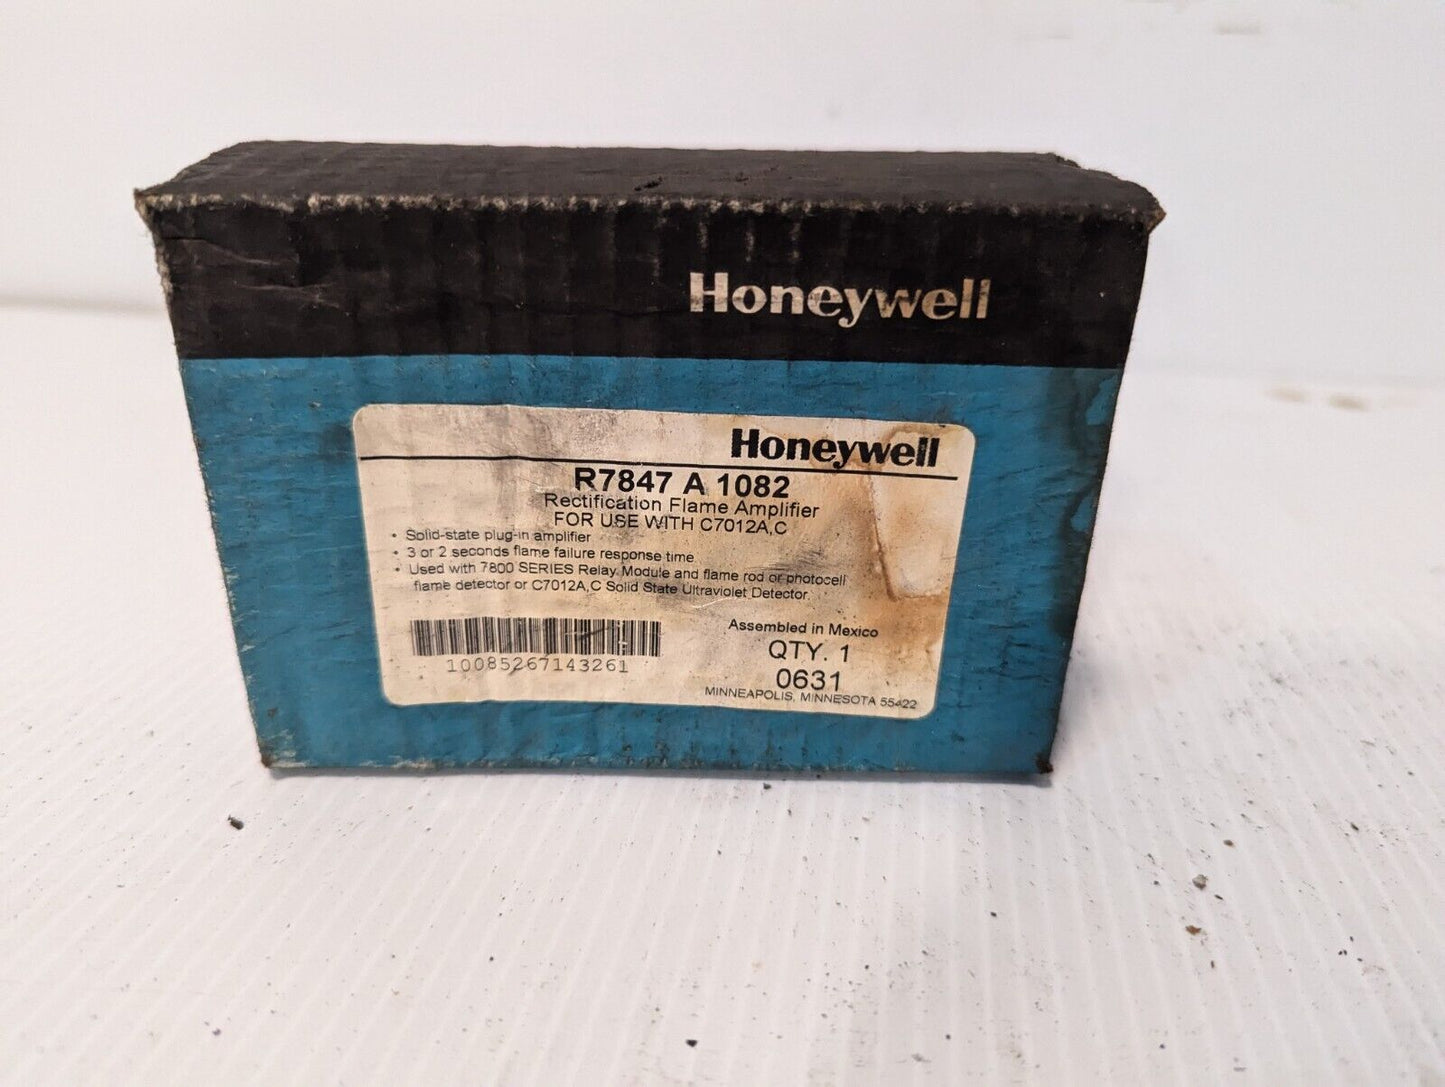 Honeywell
Honeywell
R7847 A 1082
Rectification Flame Amplifier
FOR USE WITH C7012A,C
• Solid-state plug-in amplifier
• 3 or 2 seconds flame failure response time
• Used with 7800 SERIES Relay Module and flame rod or photocell
flame detector or C7012A,C Solid State Ultraviolet Detector.
10085267143261
Assembled in Mexico
QTY. 1
0631
MINNEAPOLIS, MINNESOTA 55422